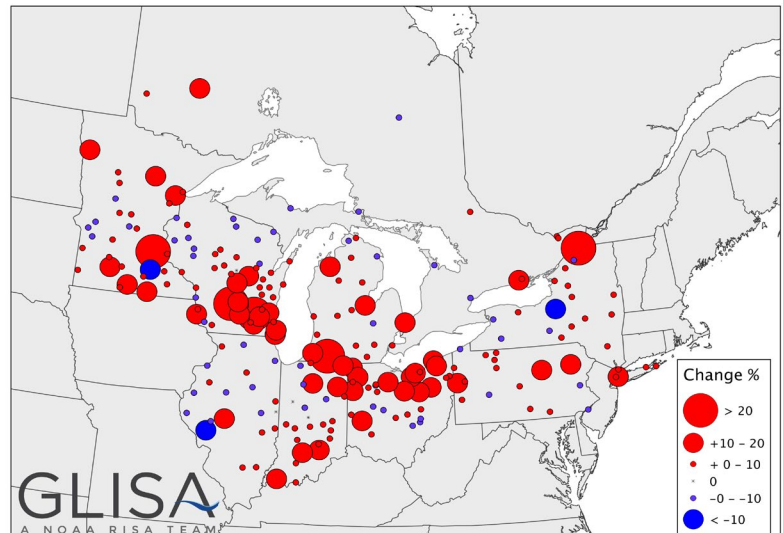 Change %
> 20
+10 - 20
+ 0 - 10
0
-0 - -10
< -10
GLISA
A NOAA RISA TEAM